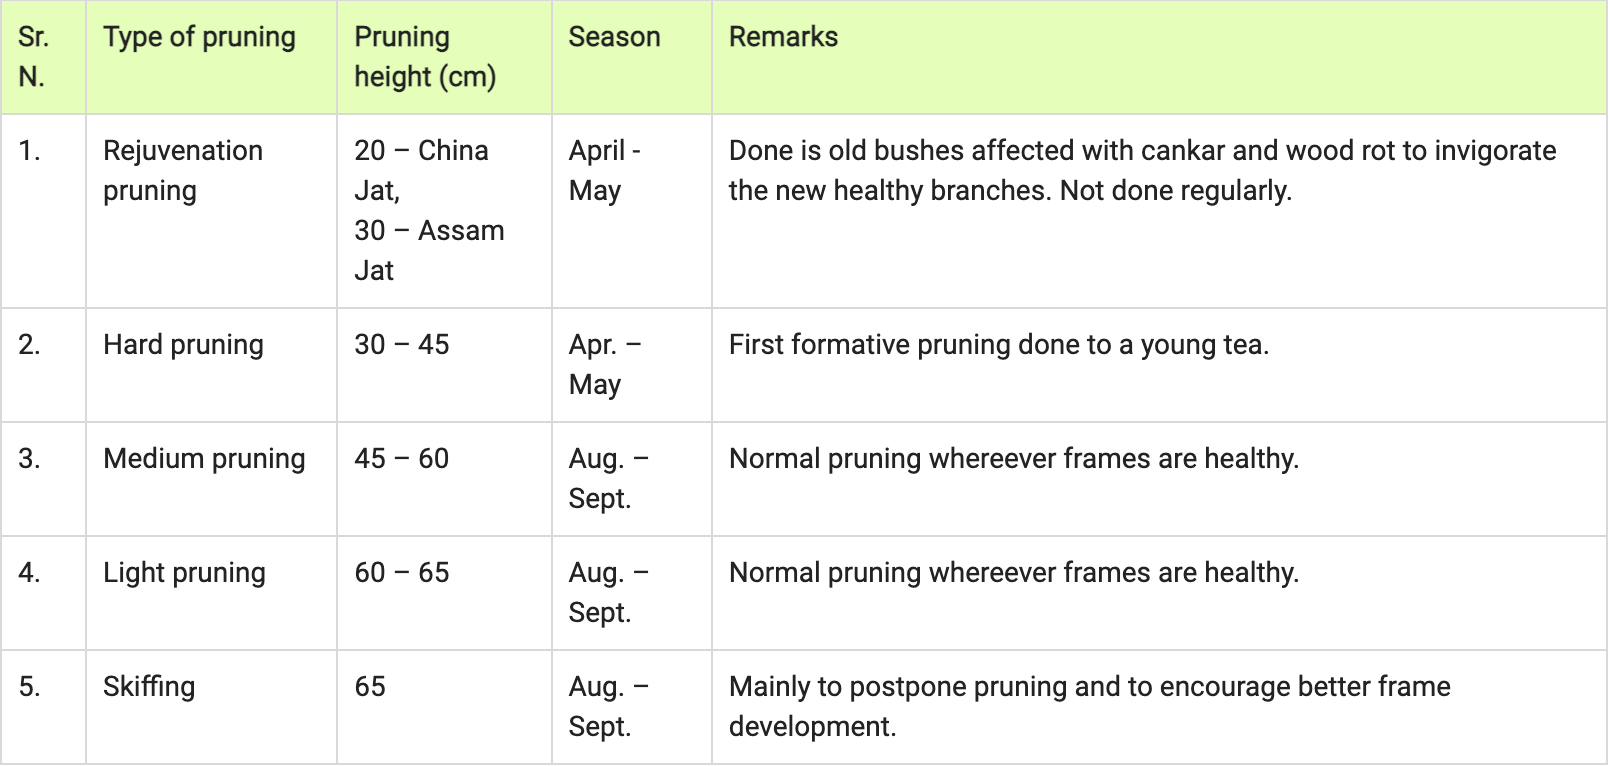 Sr. N. Type of pruning Pruning height (cm) Season Remarks
1. Rejuvenation pruning 20 – China Jat, 30 – Assam Jat April - May Done is old bushes affected with cankar and wood rot to invigorate the new healthy branches. Not done regularly.
2. Hard pruning 30 – 45 Apr. – May First formative pruning done to a young tea.
3. Medium pruning 45 – 60 Aug. – Sept. Normal pruning whereever frames are healthy.
4. Light pruning 60 – 65 Aug. – Sept. Normal pruning whereever frames are healthy.
5. Skiffing 65 Aug. – Sept. Mainly to postpone pruning and to encourage better frame development.